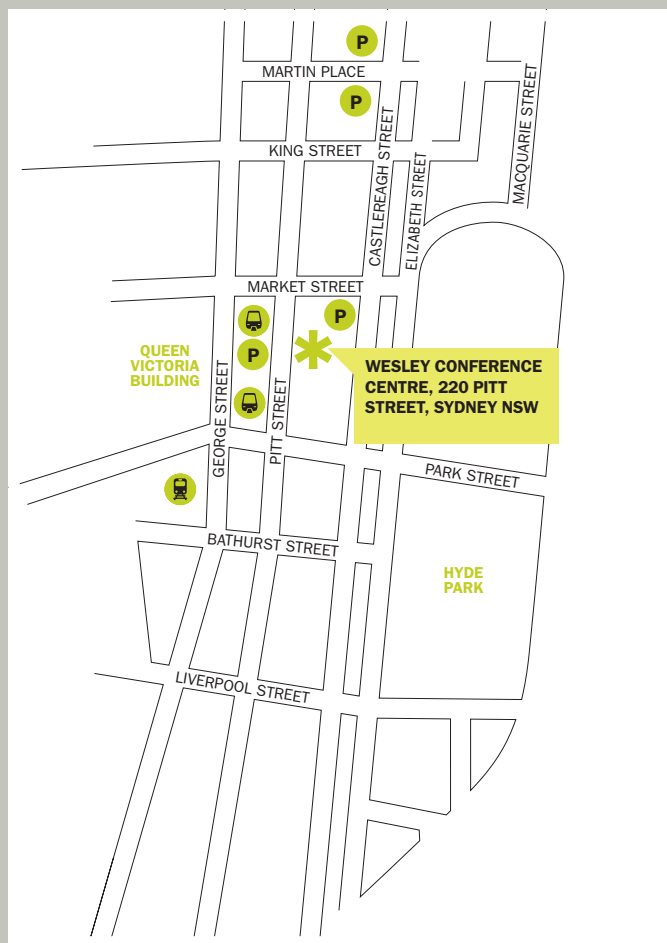 P
MARTIN PLACE
P
KING STREET
CASTLEREAGH STREET
ELIZABETH STREET
MACQUARIE STREET
MARKET STREET
P
QUEEN
VICTORIA
BUILDING
P
WESLEY CONFERENCE
CENTRE, 220 PITT
STREET, SYDNEY NSW
GEORGE STREET
PITT STREET
PARK STREET
BATHURST STREET
HYDE
PARK
LIVERPOOL STREET